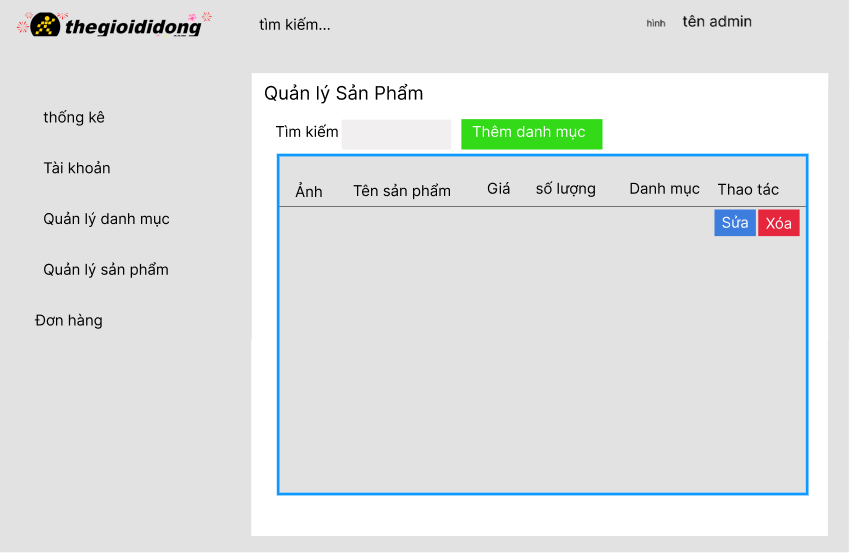 thegioididong
tìm kiếm...
hình
tên admin
thống kê
Tài khoản
Quản lý danh mục
Quản lý sản phẩm
Đơn hàng
Quản lý Sản Phẩm
Tìm kiếm
Thêm danh mục
Ảnh Tên sản phẩm Giá số lượng Danh mục Thao tác
Sửa Xóa